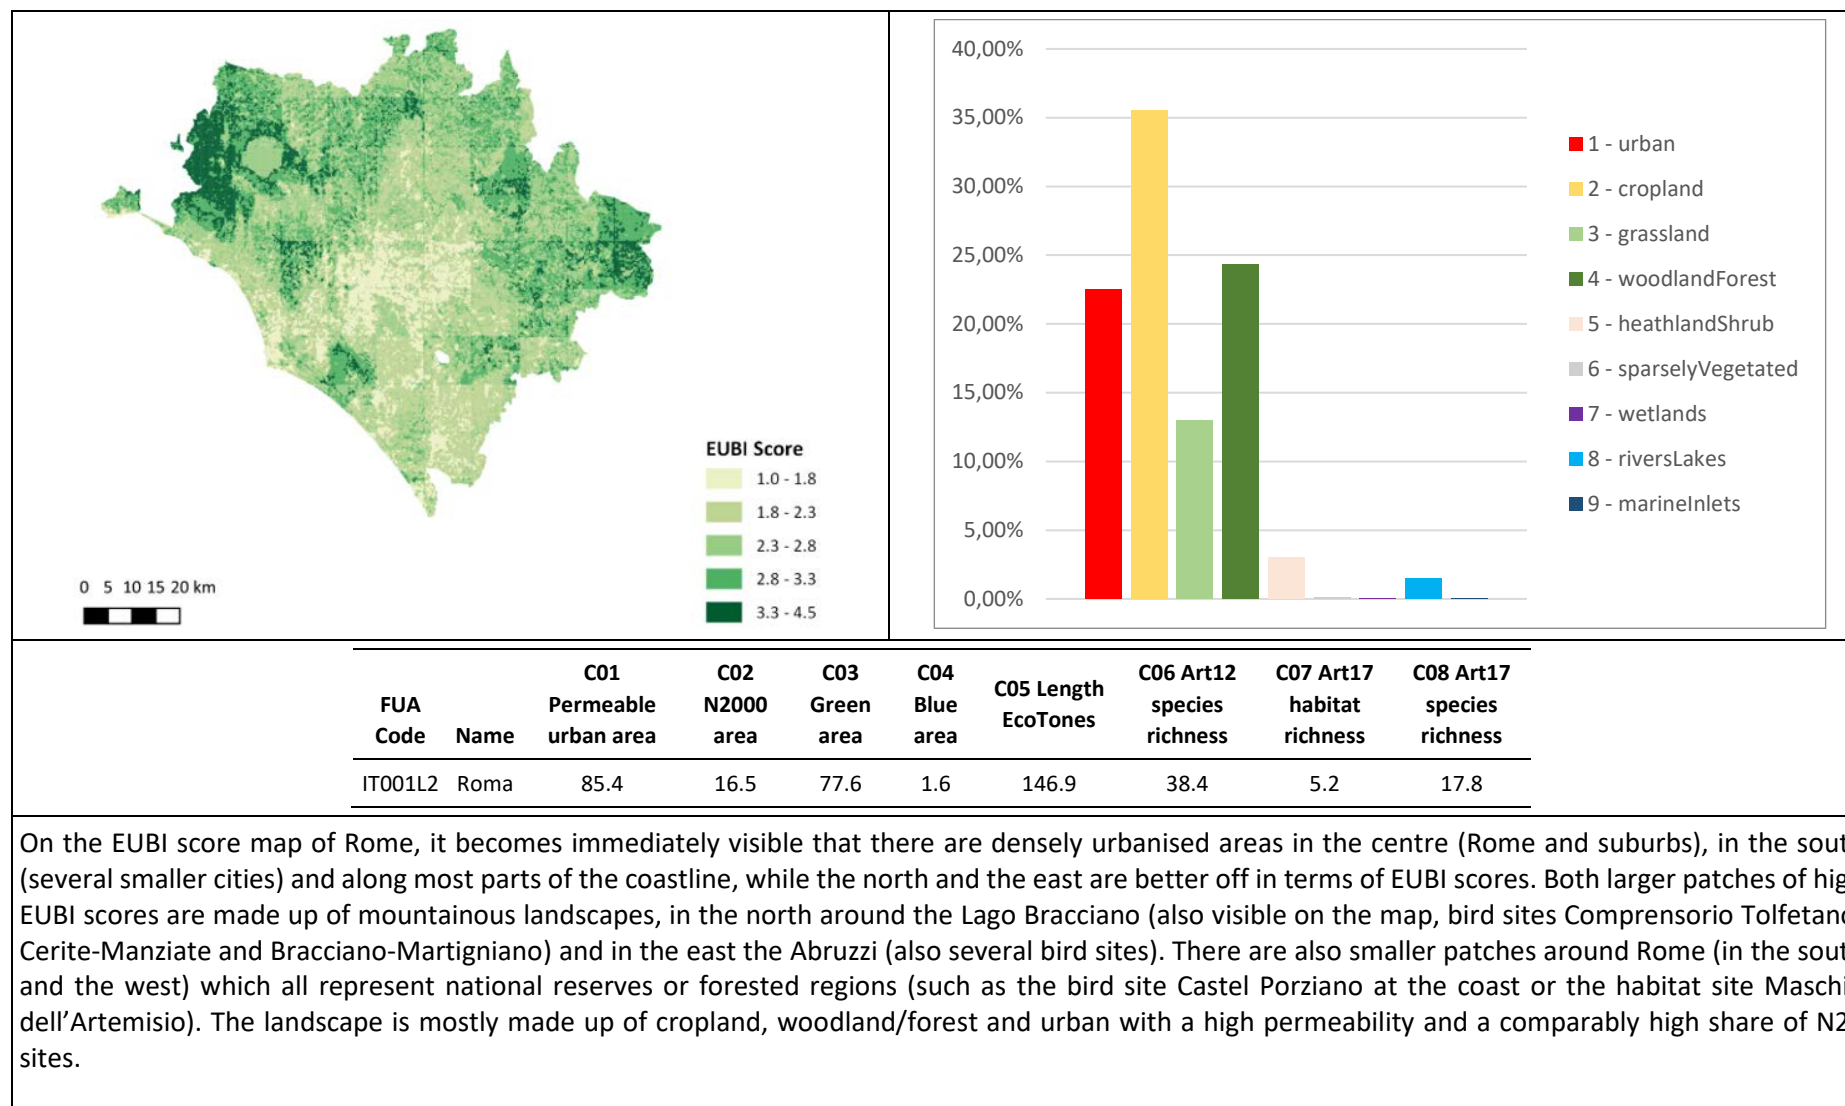 EUBI Score
1.0 - 1.8
1.8 - 2.3
2.3 - 2.8
2.8 - 3.3
3.3 - 4.5
0 5 10 15 20 km
40,00%
35,00%
30,00%
25,00%
20,00%
15,00%
10,00%
5,00%
0,00%
1 - urban
2 - cropland
3 - grassland
4 - woodlandForest
5 - heathlandShrub
6 - sparselyVegetated
7 - wetlands
8 - riversLakes
9 - marineInlets
FUA Code Name C01 Permeable urban area C02 N2000 area C03 Green area C04 Blue area C05 Length EcoTones C06 Art12 species richness C07 Art17 habitat richness C08 Art17 species richness
IT001L2 Roma 85.4 16.5 77.6 1.6 146.9 38.4 5.2 17.8
On the EUBI score map of Rome, it becomes immediately visible that there are densely urbanised areas in the centre (Rome and suburbs), in the sout
(several smaller cities) and along most parts of the coastline, while the north and the east are better off in terms of EUBI scores. Both larger patches of hig
EUBI scores are made up of mountainous landscapes, in the north around the Lago Bracciano (also visible on the map, bird sites Comprensorio Tolfetano
Cerite-Manziate and Bracciano-Martigniano) and in the east the Abruzzi (also several bird sites). There are also smaller patches around Rome (in the sout
and the west) which all represent national reserves or forested regions (such as the bird site Castel Porziano at the coast or the habitat site Maschi
dell’Artemisio). The landscape is mostly made up of cropland, woodland/forest and urban with a high permeability and a comparably high share of N2
sites.